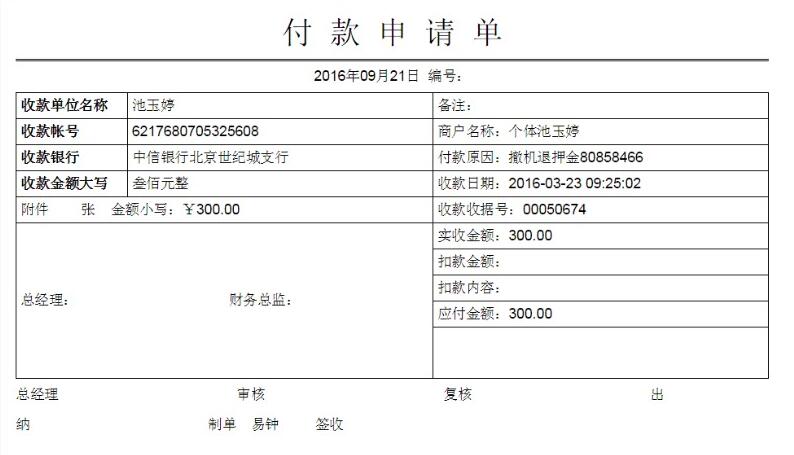 付款申请单
2016年09月21日 编号：
收款单位名称 池玉婷 备注：
收款帐号 6217680705325608 商户名称：个体池玉婷
收款银行 中信银行北京世纪城支行 付款原因：撤机退押金80858466
收款金额大写 叁佰元整 收款日期：2016-03-23 09:25:02
附件 张 金额小写：￥300.00 收款收据号：00050674
实收金额：300.00
扣款金额：
总经理： 财务总监： 扣款内容：
应付金额：300.00
总经理 审核 复核 出
纳 制单 易钟 签收